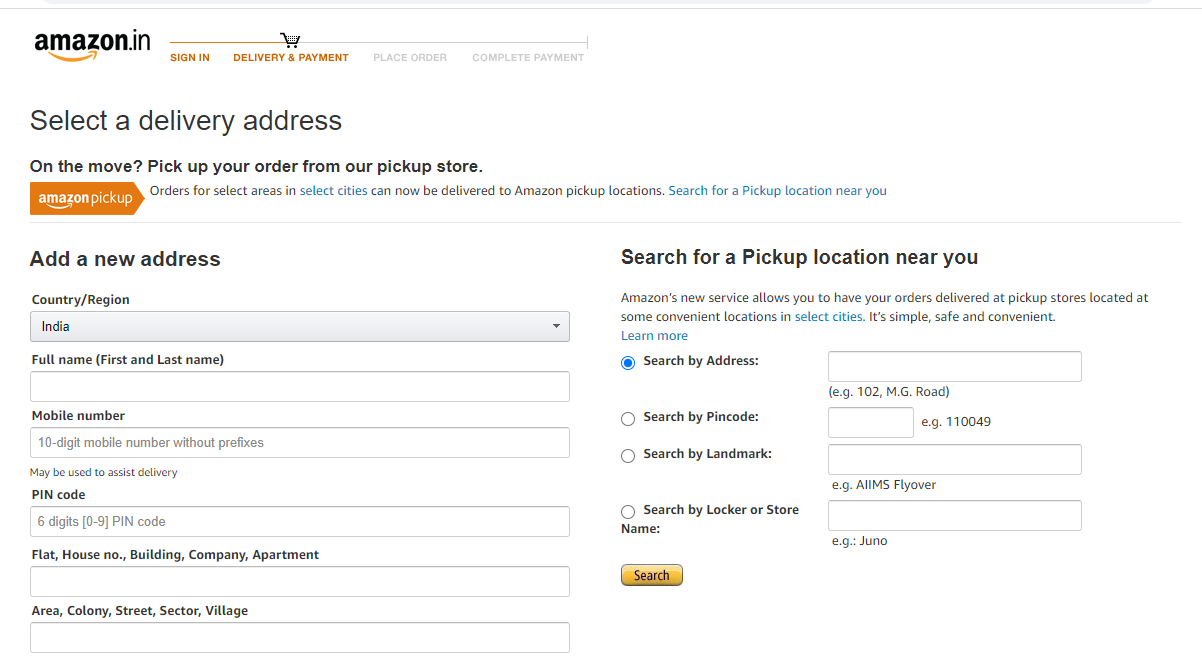 amazon.in
SIGN IN DELIVERY & PAYMENT PLACE ORDER COMPLETE PAYMENT
Select a delivery address
On the move? Pick up your order from our pickup store.
amazonpickup Orders for select areas in select cities can now be delivered to Amazon pickup locations. Search for a Pickup location near you
Add a new address
Country/Region
India
Full name (First and Last name)
Mobile number
10-digit mobile number without prefixes
May be used to assist delivery
PIN code
6 digits [0-9] PIN code
Flat, House no., Building, Company, Apartment
Area, Colony, Street, Sector, Village
Search for a Pickup location near you
Amazon's new service allows you to have your orders delivered at pickup stores located at
some convenient locations in select cities. It's simple, safe and convenient.
Learn more
Search by Address:
(e.g. 102, M.G. Road)
Search by Pincode:
e.g. 110049
Search by Landmark:
e.g. AIIMS Flyover
Search by Locker or Store
Name:
e.g.: Juno
Search